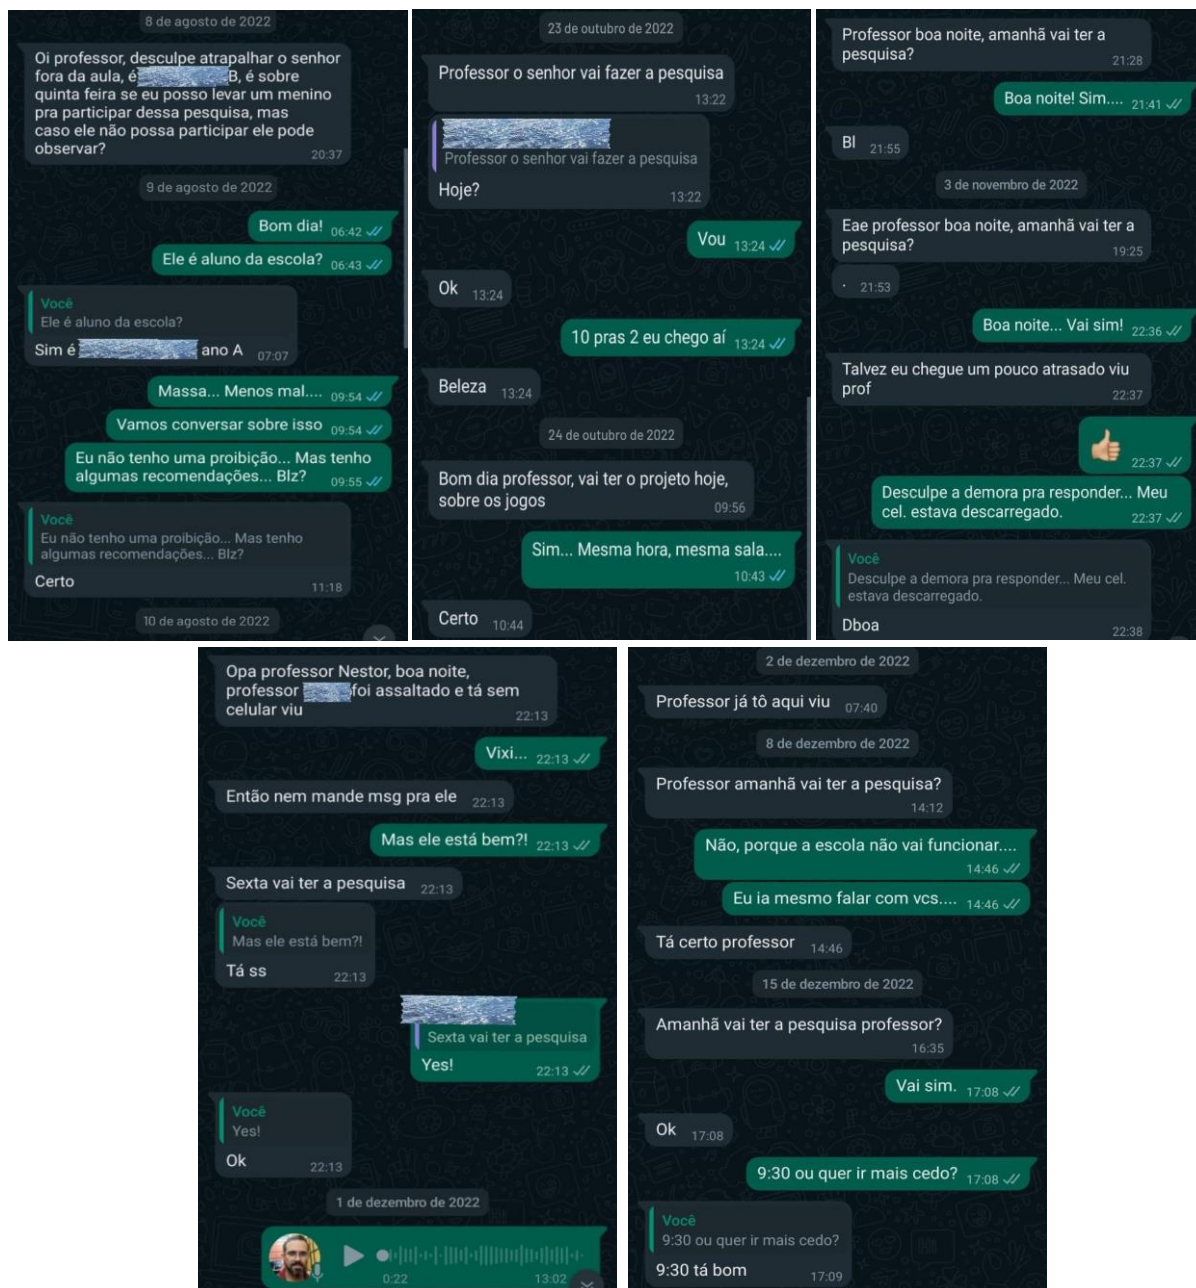 8 de agosto de 2022
Oi professor, desculpe atrapalhar o senhor
fora da aula, é B, é sobre
quinta feira se eu posso levar um menino
pra participar dessa pesquisa, mas
caso ele não possa participar ele pode
observar?
20:37
9 de agosto de 2022
Bom dia! 06:42
Ele é aluno da escola? 06:43
Você
Ele é aluno da escola?
Sim é ano A 07:07
Massa... Menos mal.... 09:54
Vamos conversar sobre isso 09:54
Eu não tenho uma proibição... Mas tenho
algumas recomendações... Blz? 09:55
Você
Eu não tenho uma proibição... Mas tenho
algumas recomendações... Blz?
Certo 11:18
10 de agosto de 2022
23 de outubro de 2022
Professor o senhor vai fazer a pesquisa
13:22
Professor o senhor vai fazer a pesquisa
Hoje? 13:22
Vou 13:24
Ok 13:24
10 pras 2 eu chego aí 13:24
Beleza 13:24
24 de outubro de 2022
Bom dia professor, vai ter o projeto hoje,
sobre os jogos 09:56
Sim... Mesma hora, mesma sala....
10:43
Certo 10:44
Professor boa noite, amanhã vai ter a
pesquisa? 21:28
Boa noite! Sim.... 21:41
Bl 21:55
3 de novembro de 2022
Eae professor boa noite, amanhã vai ter a
pesquisa? 19:25
. 21:53
Boa noite... Vai sim! 22:36
Talvez eu chegue um pouco atrasado viu
prof 22:37
👍🏼 22:37
Desculpe a demora pra responder... Meu
cel. estava descarregado. 22:37
Você
Desculpe a demora pra responder... Meu cel.
estava descarregado.
Dboa 22:38
Opa professor Nestor, boa noite,
professor foi assaltado e tá sem
celular viu 22:13
Vixi... 22:13
Então nem mande msg pra ele 22:13
Mas ele está bem?! 22:13
Sexta vai ter a pesquisa 22:13
Você
Mas ele está bem?!
Tá ss 22:13
Sexta vai ter a pesquisa
Yes! 22:13
Você
Yes!
Ok 22:13
1 de dezembro de 2022
0:22 13:02
2 de dezembro de 2022
Professor já tô aqui viu 07:40
8 de dezembro de 2022
Professor amanhã vai ter a pesquisa?
14:12
Não, porque a escola não vai funcionar....
14:46
Eu ia mesmo falar com vcs.... 14:46
Tá certo professor 14:46
15 de dezembro de 2022
Amanhã vai ter a pesquisa professor?
16:35
Vai sim. 17:08
Ok 17:08
9:30 ou quer ir mais cedo? 17:08
Você
9:30 ou quer ir mais cedo?
9:30 tá bom 17:09